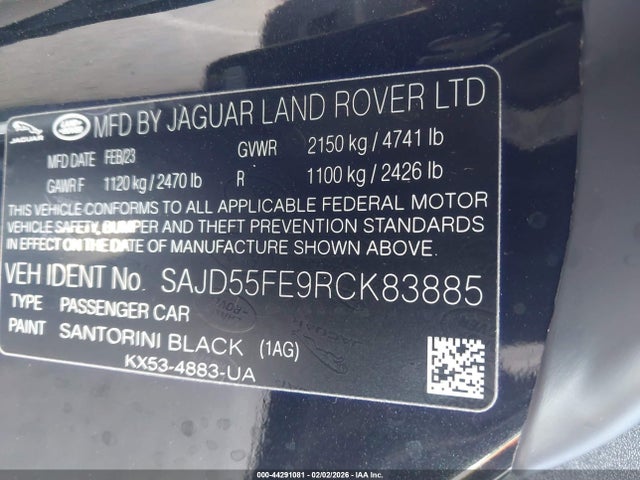 JAGUAR LAND ROVER MFD BY JAGUAR LAND ROVER LTD
MFD DATE FEB/23 GVWR 2150 kg / 4741 lb
GAWR F 1120 kg / 2470 lb R 1100 kg / 2426 lb
THIS VEHICLE CONFORMS TO ALL APPLICABLE FEDERAL MOTOR
VEHICLE SAFETY, BUMPER AND THEFT PREVENTION STANDARDS
IN EFFECT ON THE DATE OF MANUFACTURE SHOWN ABOVE.
VEH IDENT No. SAJD55FE9RCK83885
TYPE PASSENGER CAR
PAINT SANTORINI BLACK (1AG)
KX53-4883-UA
000-44291081 - 02/02/2026 - IAA Inc.